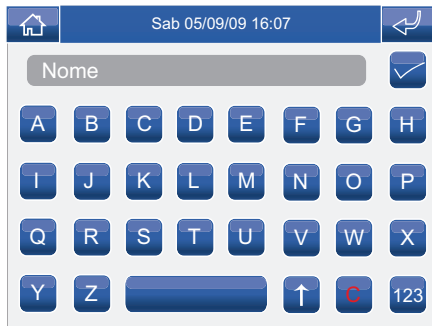 Sab 05/09/09 16:07
Nome
A B C D E F G H
I J K L M N O P
Q R S T U V W X
Y Z ↑ C 123